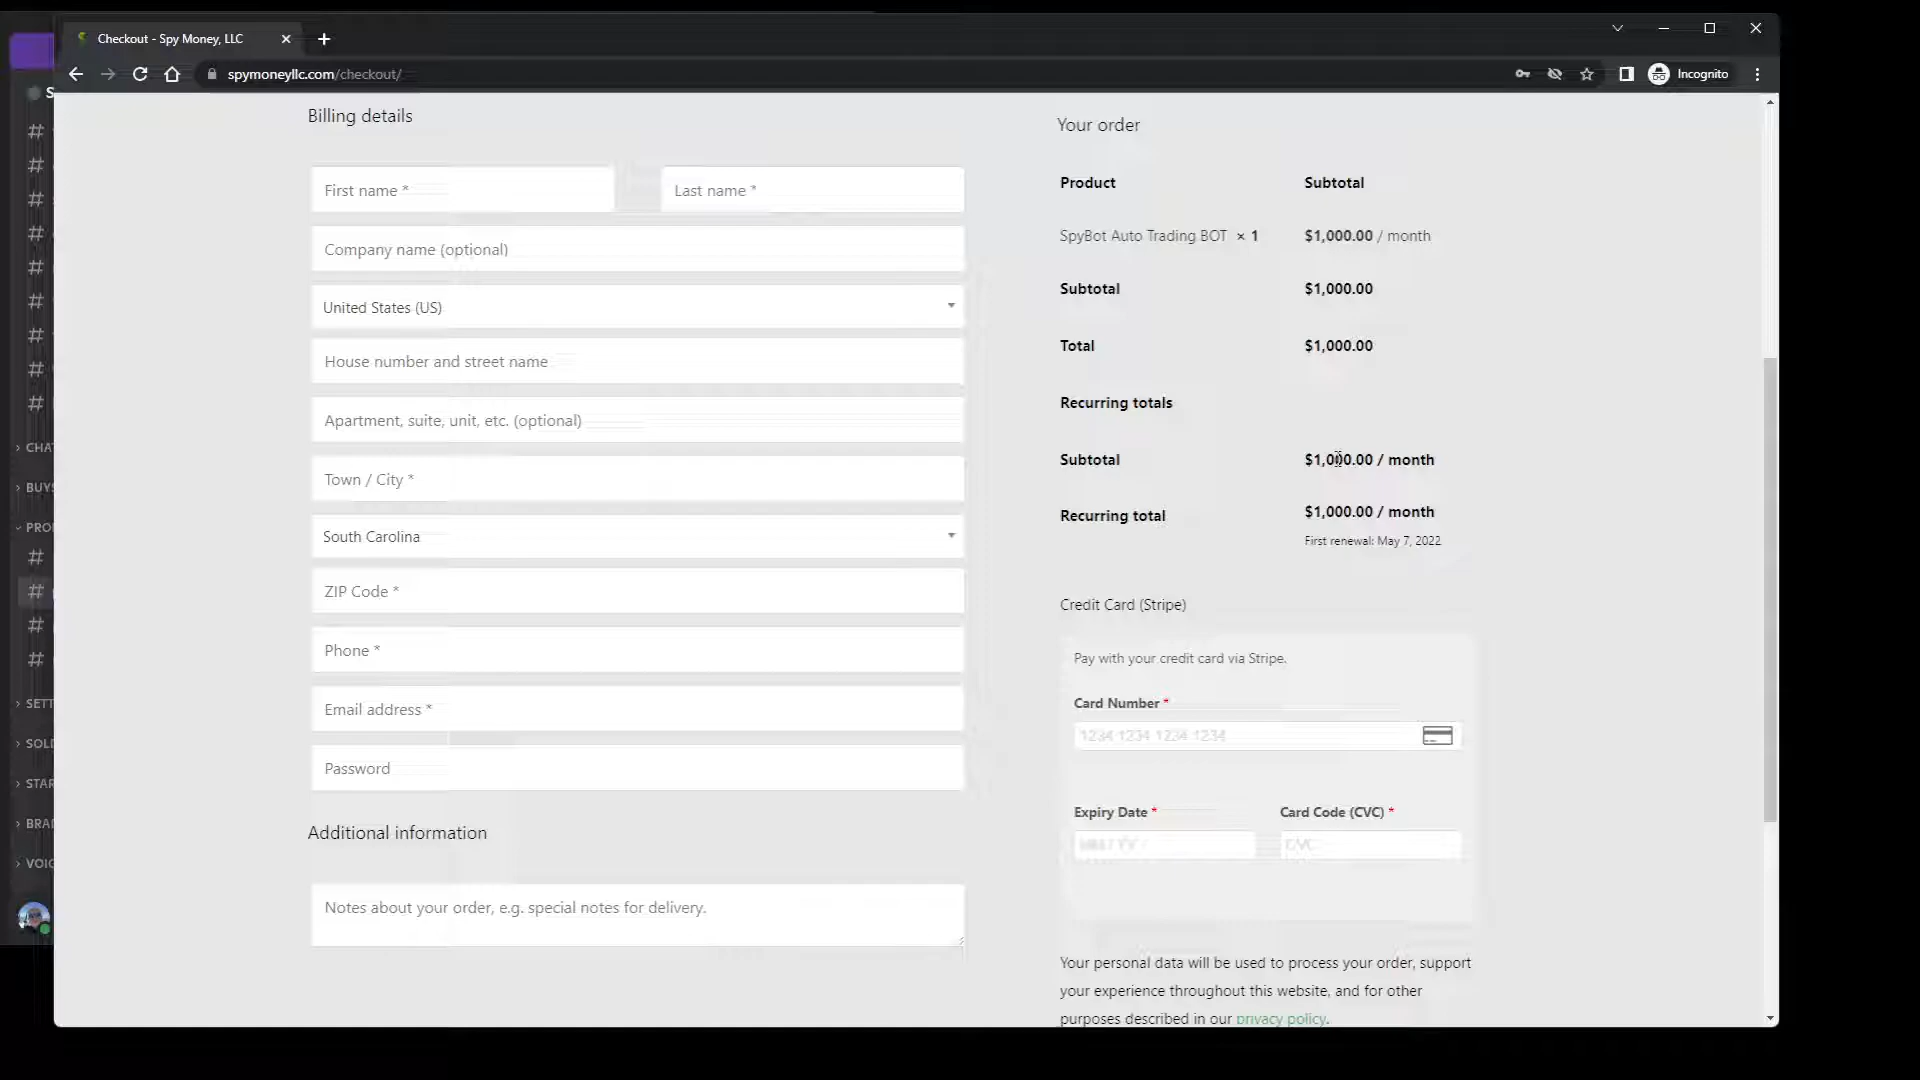 Checkout - Spy Money, LLC
spymoneyllc.com/checkout/
Incognito
Billing details
First name *
Last name *
Company name (optional)
United States (US)
House number and street name
Apartment, suite, unit, etc. (optional)
Town / City *
South Carolina
ZIP Code *
Phone *
Email address *
Password
Additional information
Notes about your order, e.g. special notes for delivery.
Your order
Product Subtotal
SpyBot Auto Trading BOT × 1 $1,000.00 / month
Subtotal $1,000.00
Total $1,000.00
Recurring totals
Subtotal $1,000.00 / month
Recurring total $1,000.00 / month
First renewal: May 7, 2022
Credit Card (Stripe)
Pay with your credit card via Stripe.
Card Number *
1234 1234 1234 1234
Expiry Date * Card Code (CVC) *
MM / YY CVC
Your personal data will be used to process your order, support
your experience throughout this website, and for other
purposes described in our privacy policy.